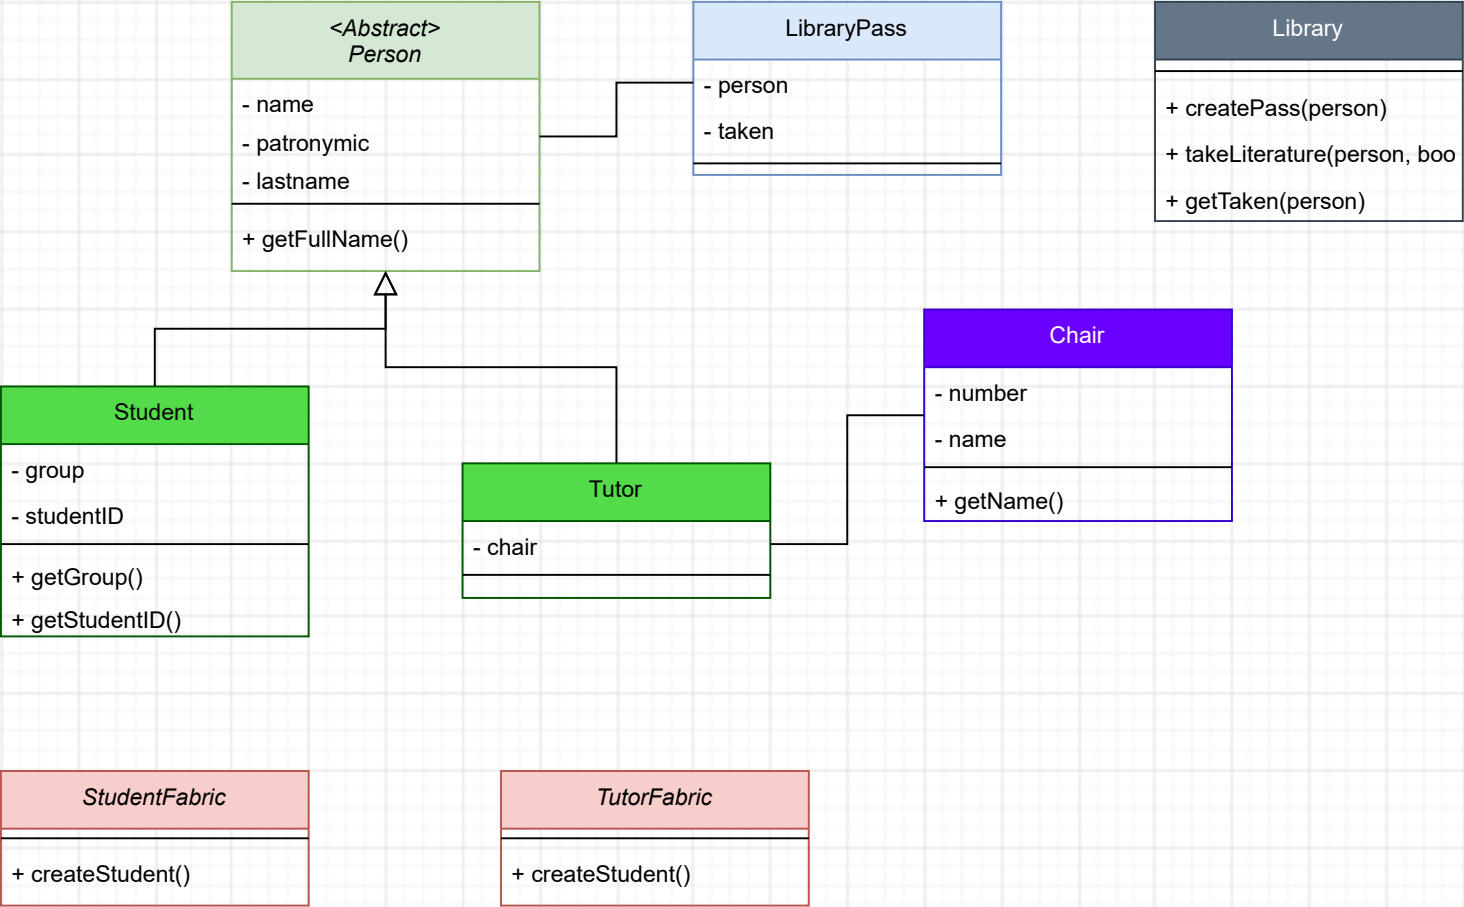 <Abstract>
Person
- name
- patronymic
- lastname
+ getFullName()
LibraryPass
- person
- taken
Library
+ createPass(person)
+ takeLiterature(person, boo
+ getTaken(person)
Student
- group
- studentID
+ getGroup()
+ getStudentID()
Tutor
- chair
Chair
- number
- name
+ getName()
StudentFabric
+ createStudent()
TutorFabric
+ createStudent()